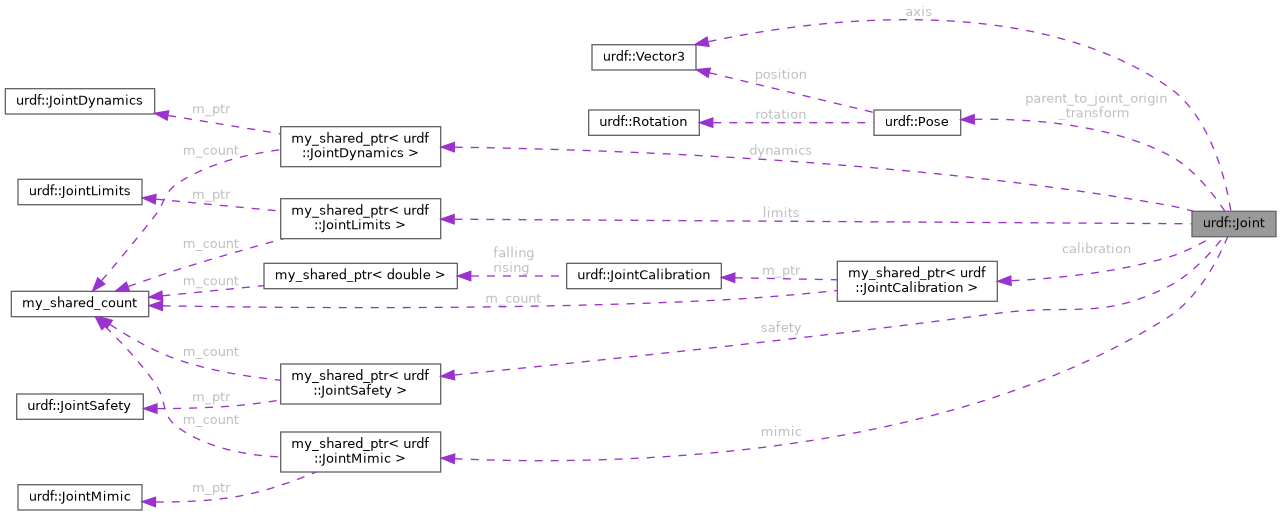 axis
urdf::Vector3
position
urdf::JointDynamics
m_ptr
parent_to_joint_origin
_transform
rotation
urdf::Rotation
urdf::Pose
my_shared_ptr< urdf
::JointDynamics >
m_count
dynamics
urdf::JointLimits
m_ptr
my_shared_ptr< urdf
::JointLimits >
limits
urdf::Joint
m_count
falling
rising
calibration
my_shared_ptr< double >
urdf::JointCalibration
m_ptr
my_shared_ptr< urdf
::JointCalibration >
m_count
my_shared_count
m_count
safety
m_count
my_shared_ptr< urdf
::JointSafety >
m_ptr
urdf::JointSafety
m_count
mimic
my_shared_ptr< urdf
::JointMimic >
m_ptr
urdf::JointMimic